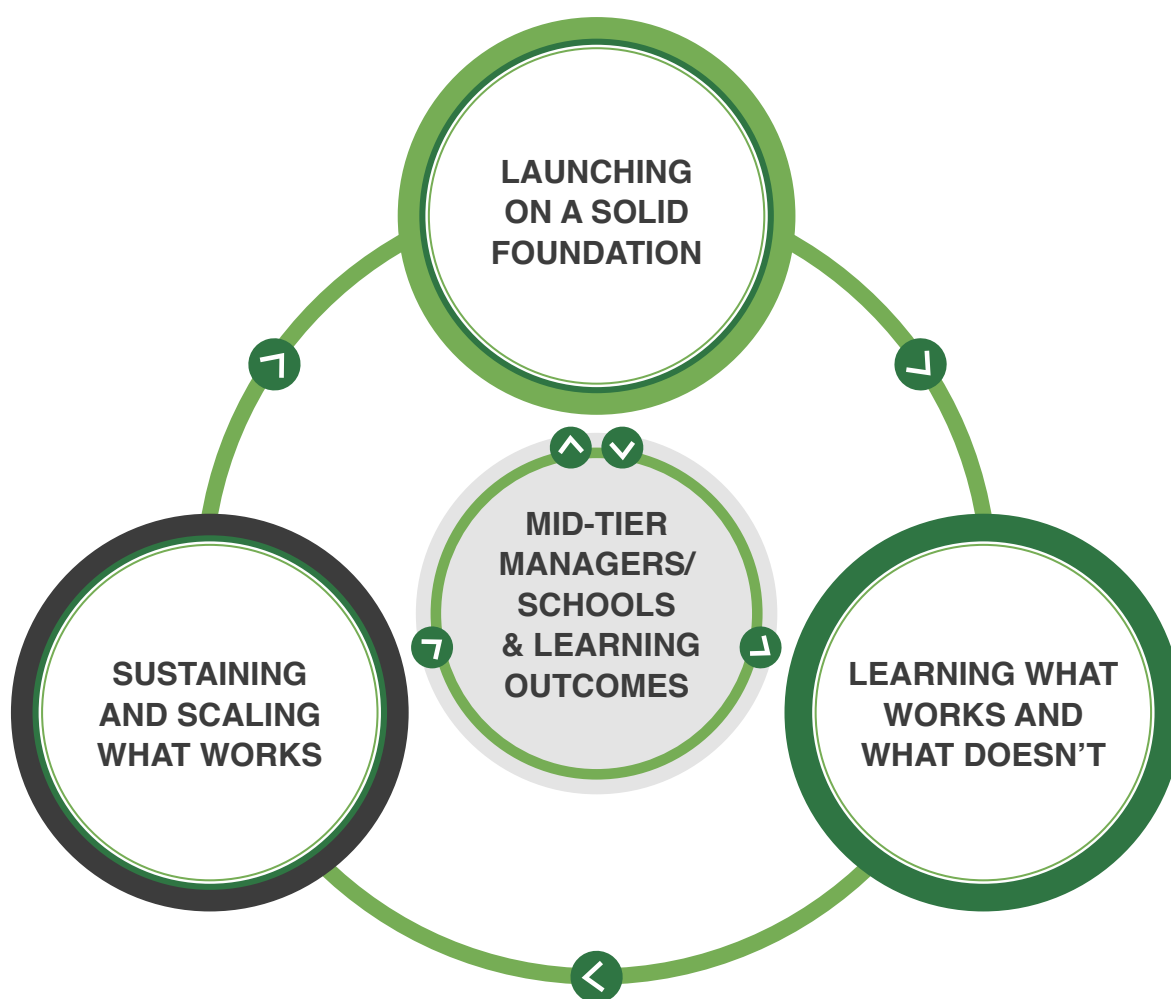 LAUNCHING
ON A SOLID
FOUNDATION
MID-TIER
MANAGERS/
SCHOOLS
& LEARNING
OUTCOMES
SUSTAINING
AND SCALING
WHAT WORKS
LEARNING WHAT
WORKS AND
WHAT DOESN’T